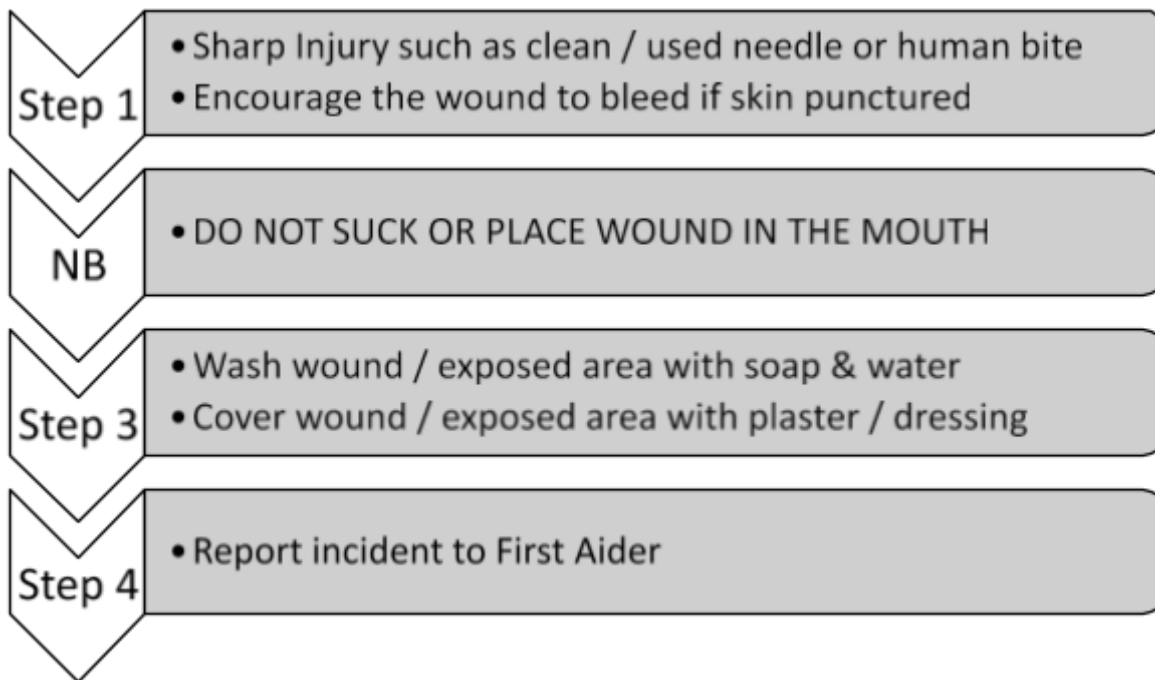 • Sharp Injury such as clean / used needle or human bite
Step 1
• Encourage the wound to bleed if skin punctured
NB
• DO NOT SUCK OR PLACE WOUND IN THE MOUTH
Step 3
• Wash wound / exposed area with soap & water
• Cover wound / exposed area with plaster / dressing
Step 4
• Report incident to First Aider